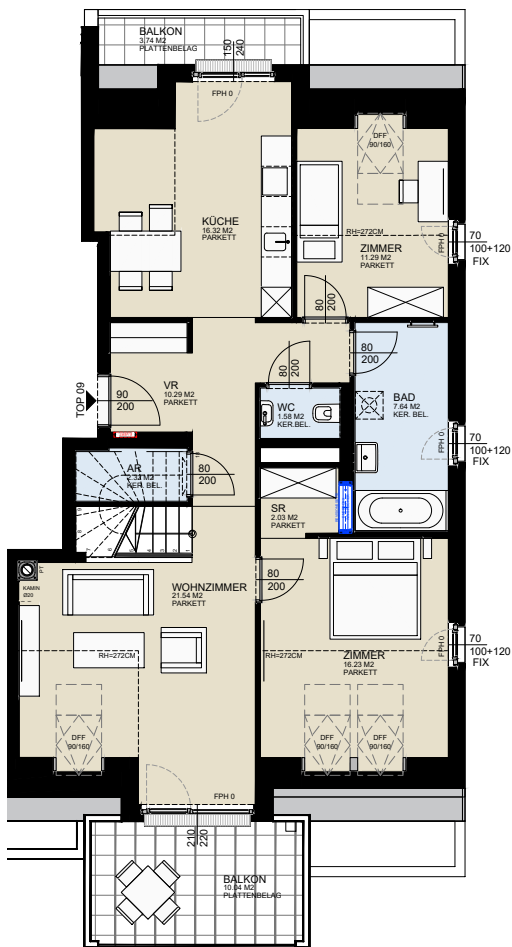 BALKON
3.74 M2
PLATTENBELAG
150
240
FPH 0
DFF
90/160
KÜCHE
16.32 M2
PARKETT
RH=272CM
ZIMMER
11.29 M2
PARKETT
FPH 0
70
100+120
FIX
80
200
80
200
80
200
VR
10.29 M2
PARKETT
TOP 09
90
200
WC
1.58 M2
KER.BEL.
BAD
7.64 M2
KER. BEL.
FPH 0
70
100+120
FIX
AR
2.32 M2
KER. BEL.
80
200
SR
2.03 M2
PARKETT
KAMIN
Ø20
PT
WOHNZIMMER
21.54 M2
PARKETT
80
200
RH=272CM
RH=272CM
ZIMMER
16.23 M2
PARKETT
FPH 0
70
100+120
FIX
DFF
90/160
DFF
90/160
DFF
90/160
FPH 0
210
220
BALKON
10.04 M2
PLATTENBELAG